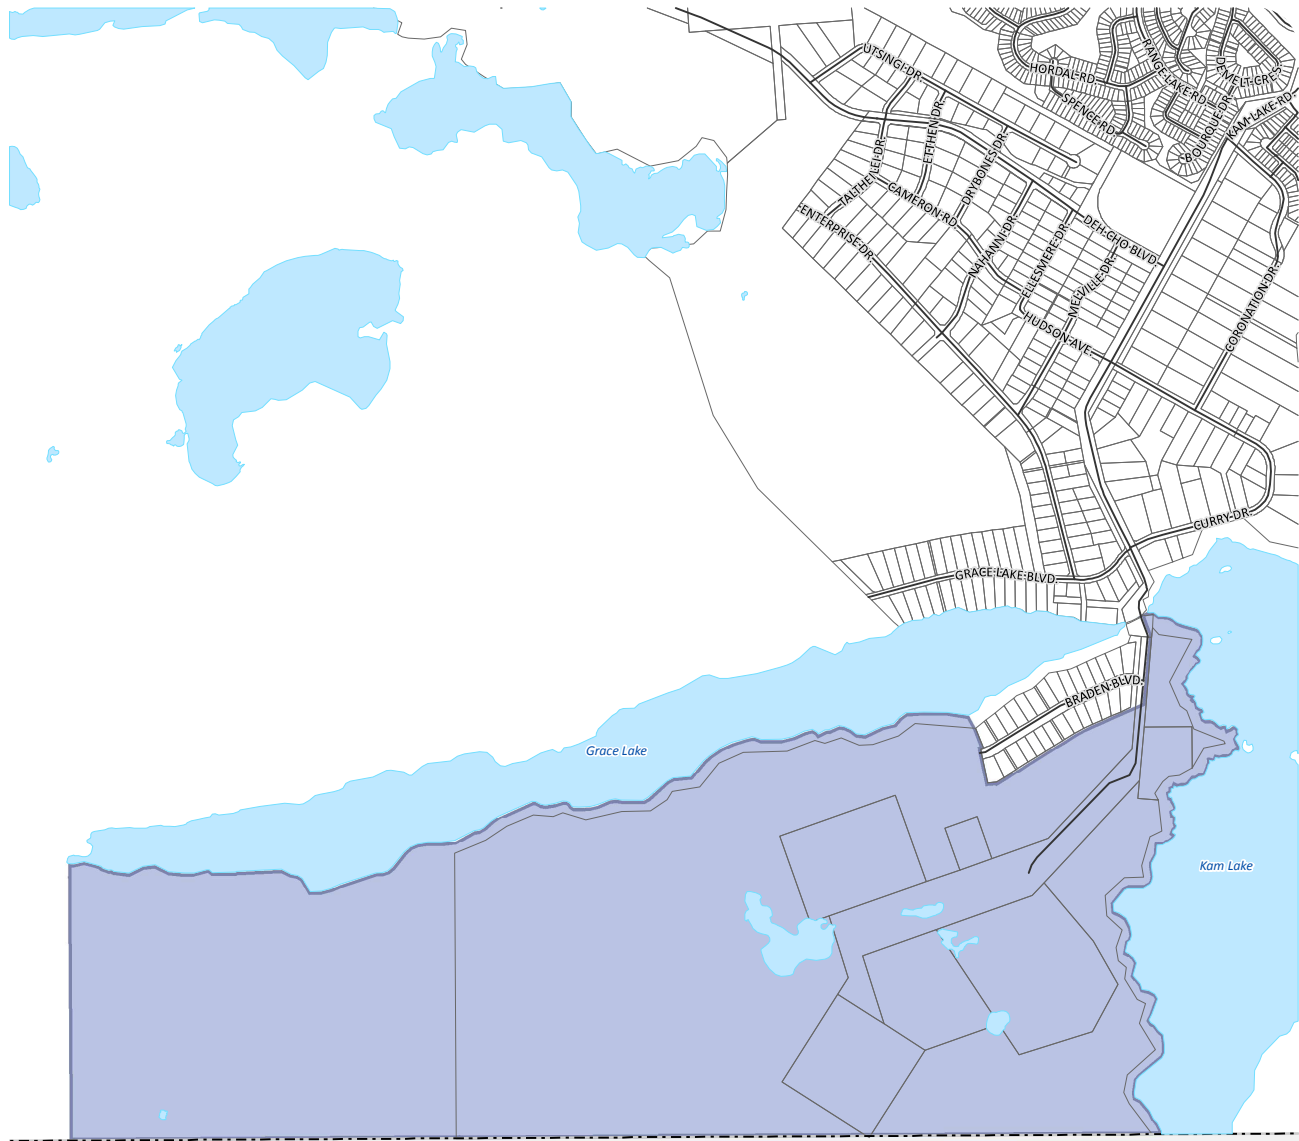 UTSINGI DR.
HORDAL RD
RANGE LAKE RD.
DEMELT CRES
SPENCE RD
BOURQUE DR.
KAM LAKE RD.
ETTHEN DR.
TALTHEILEI DR.
DRYBONES DR.
CAMERON RD
ENTERPRISE DR.
NAHANNI DR.
ELLESMERE DR.
DEH CHO BLVD
MELVILLE DR.
HUDSON AVE.
CORONATION DR.
CURRY DR.
GRACE LAKE BLVD
BRADEN BLVD.
Grace Lake
Kam Lake